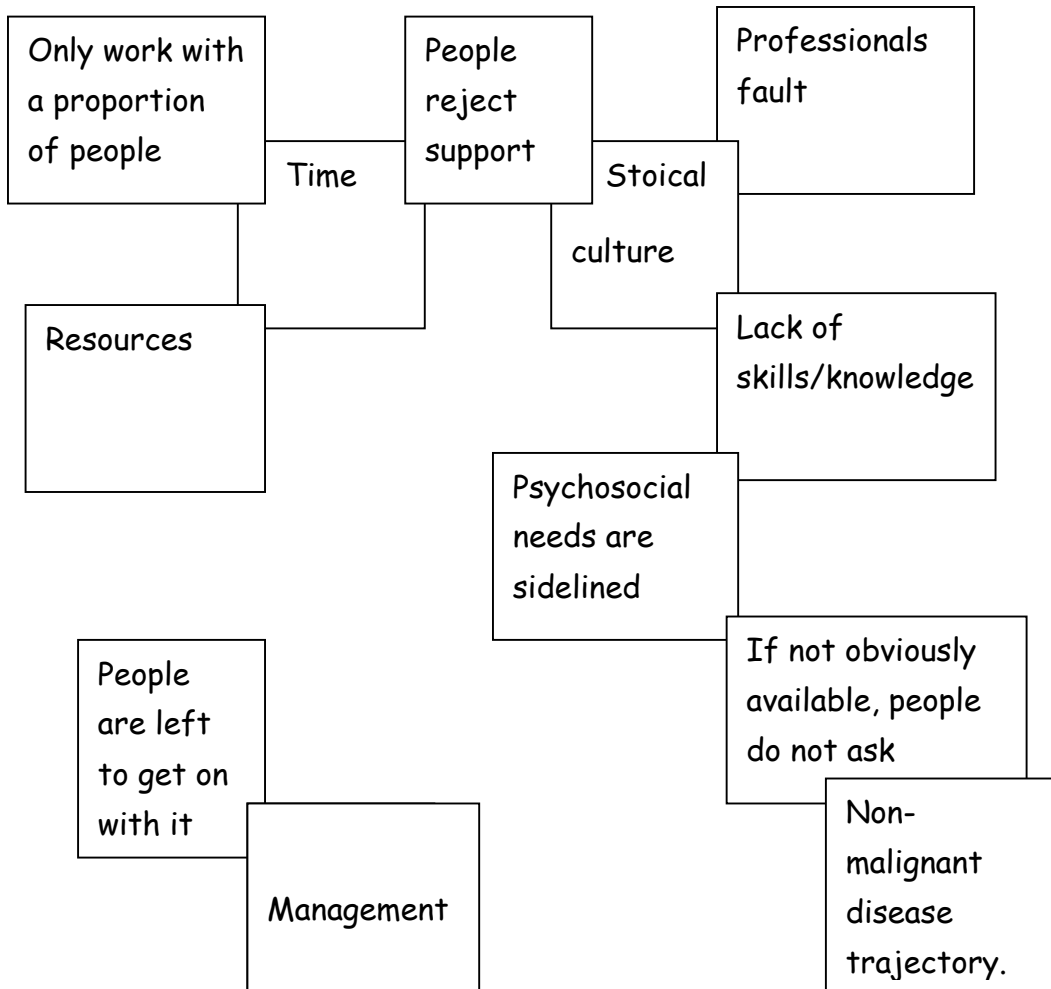 Only work with
a proportion
of people
People
reject
support
Professionals
fault
Time
Stoical
culture
Resources
Lack of
skills/knowledge
Psychosocial
needs are
sidelined
If not obviously
available, people
do not ask
People
are left
to get on
with it
Non-
malignant
disease
trajectory.
Management